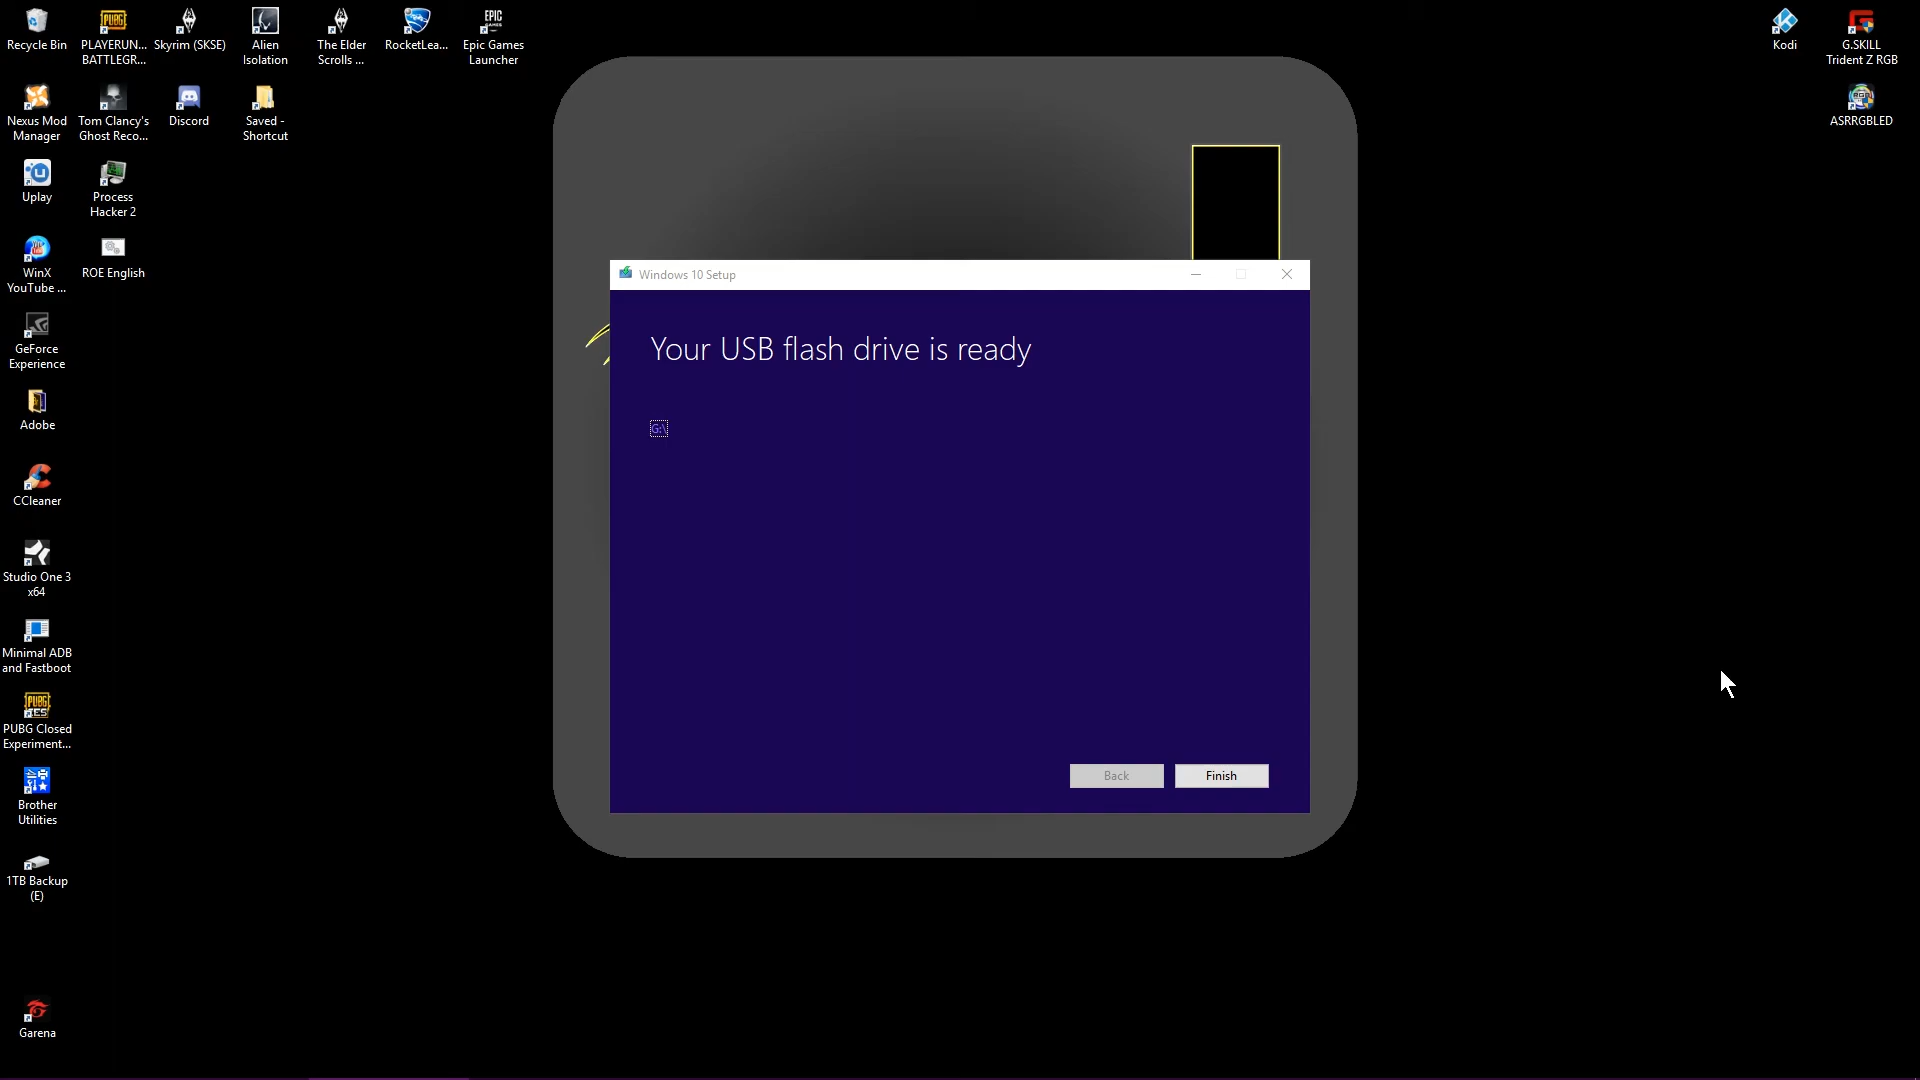 Recycle Bin
PLAYERUN...
BATTLEGR...
Skyrim (SKSE)
Alien
Isolation
The Elder
Scrolls ...
RocketLea...
Epic Games
Launcher
Kodi
G.SKILL
Trident Z RGB
Nexus Mod
Manager
Tom Clancy's
Ghost Reco...
Discord
Saved -
Shortcut
ASRRGBLED
Uplay
Process
Hacker 2
WinX
YouTube ...
ROE English
GeForce
Experience
Adobe
CCleaner
Studio One 3
x64
Minimal ADB
and Fastboot
PUBG Closed
Experiment...
Brother
Utilities
1TB Backup
(E)
Garena
Windows 10 Setup
Your USB flash drive is ready
G:\
Back
Finish